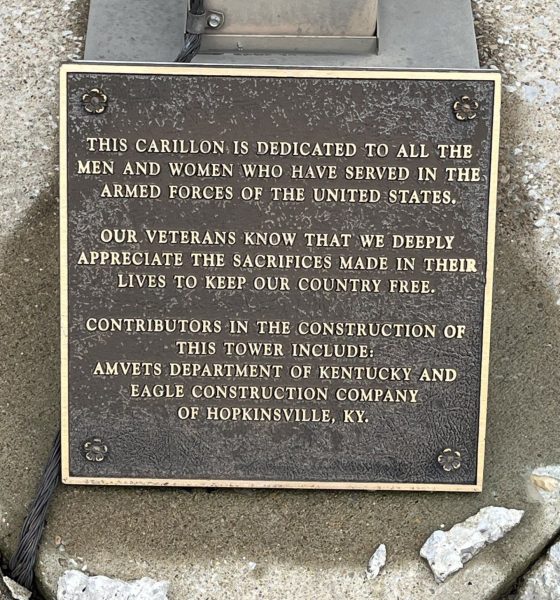 THIS CARILLON IS DEDICATED TO ALL THE
MEN AND WOMEN WHO HAVE SERVED IN THE
ARMED FORCES OF THE UNITED STATES.
OUR VETERANS KNOW THAT WE DEEPLY
APPRECIATE THE SACRIFICES MADE IN THEIR
LIVES TO KEEP OUR COUNTRY FREE.
CONTRIBUTORS IN THE CONSTRUCTION OF
THIS TOWER INCLUDE:
AMVETS DEPARTMENT OF KENTUCKY AND
EAGLE CONSTRUCTION COMPANY
OF HOPKINSVILLE, KY.